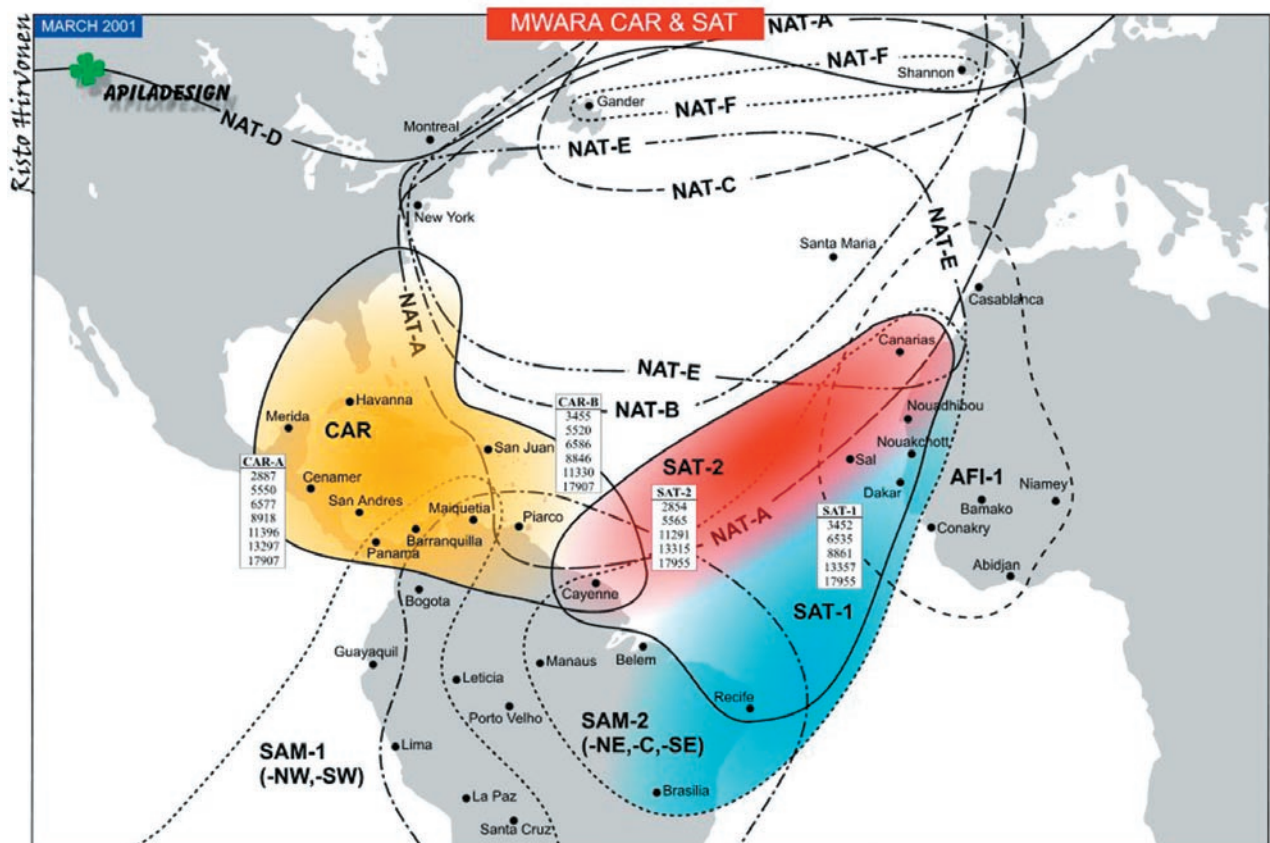 MARCH 2001
MWARA CAR & SAT
Risto Hirvonen
APILADESIGN
NAT-A
NAT-F
Shannon
Gander
NAT-F
NAT-D
Montreal
NAT-E
NAT-C
New York
NAT-E
Santa Maria
Casablanca
NAT-A
Canarias
NAT-E
NAT-B
Havanna
Merida
CAR
San Juan
Nouadhibou
Nouakchott
Sal
SAT-2
Dakar
AFI-1
Niamey
Bamako
Conakry
Abidjan
NAT-A
CAR-B
3455
5520
6586
8846
11330
17907
CAR-A
2887
5550
6577
8918
11396
13297
17907
Cenamer
San Andres
Maiquetia
Piarco
Panama
Barranquilla
SAT-2
2854
5565
11291
13315
17955
SAT-1
3452
6535
8861
13357
17955
Cayenne
SAT-1
Bogota
Guayaquil
Manaus
Belem
Leticia
Porto Velho
Recife
SAM-2
(-NE,-C,-SE)
SAM-1
(-NW,-SW)
Lima
La Paz
Brasilia
Santa Cruz